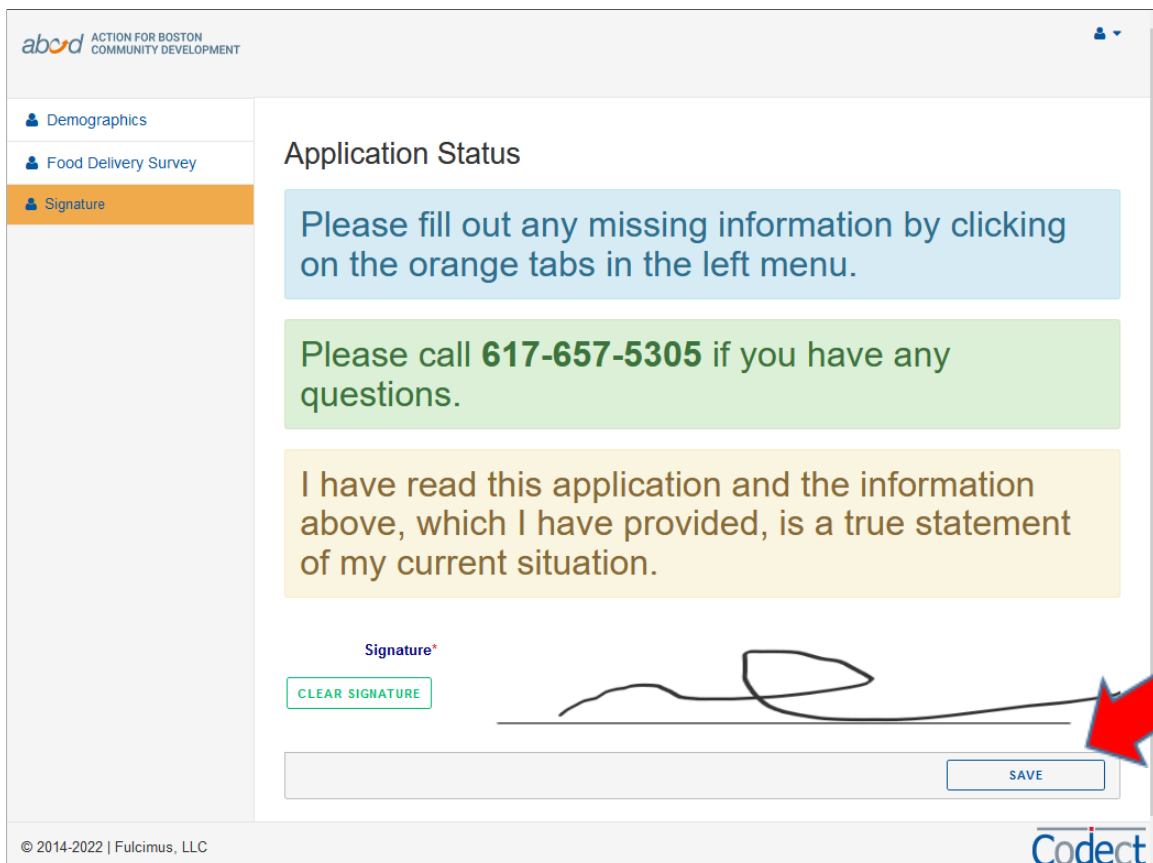 abcd ACTION FOR BOSTON
COMMUNITY DEVELOPMENT
Demographics
Food Delivery Survey
Signature
Application Status
Please fill out any missing information by clicking
on the orange tabs in the left menu.
Please call 617-657-5305 if you have any
questions.
I have read this application and the information
above, which I have provided, is a true statement
of my current situation.
Signature*
CLEAR SIGNATURE
SAVE
© 2014-2022 | Fulcimus, LLC
Codect